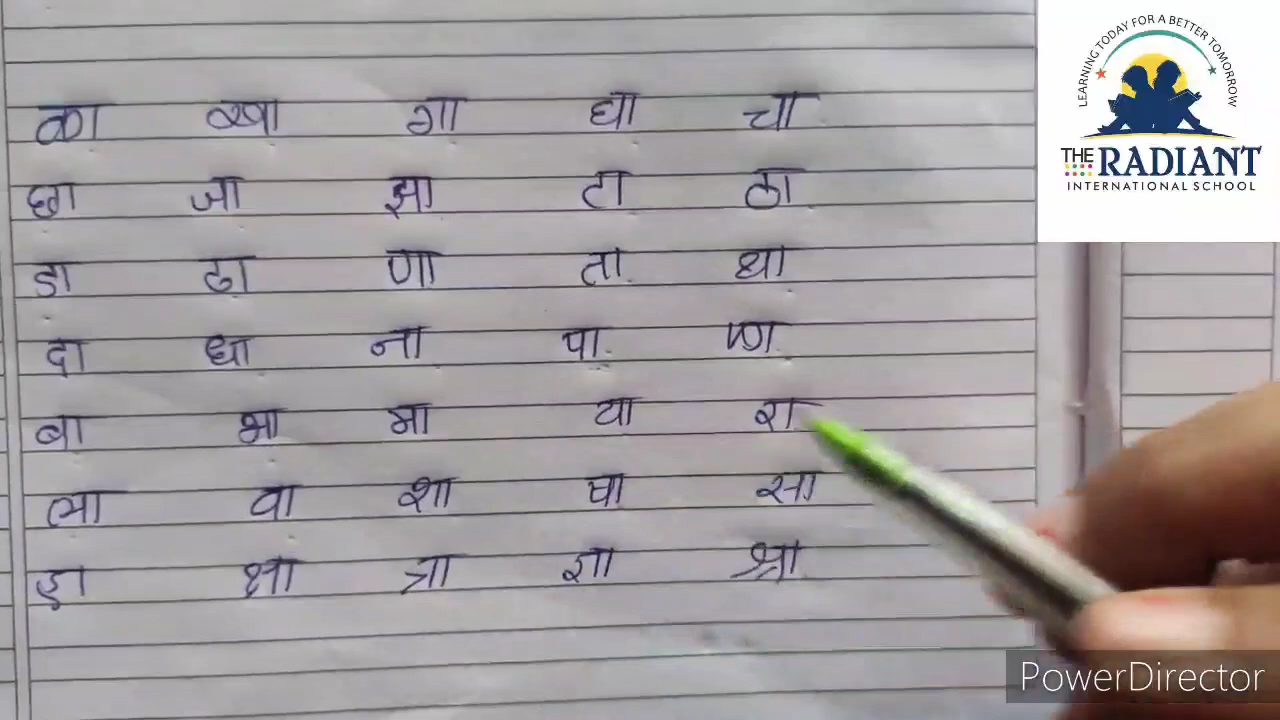 LEARNING TODAY FOR A BETTER TOMORROW
THE RADIANT
INTERNATIONAL SCHOOL
का खा गा घा चा
छा जा झा टा ठा
डा ढा णा ता था
दा धा ना पा फा
बा भा मा या रा
ला वा शा षा सा
हा क्षा त्रा ज्ञा श्रा
PowerDirector